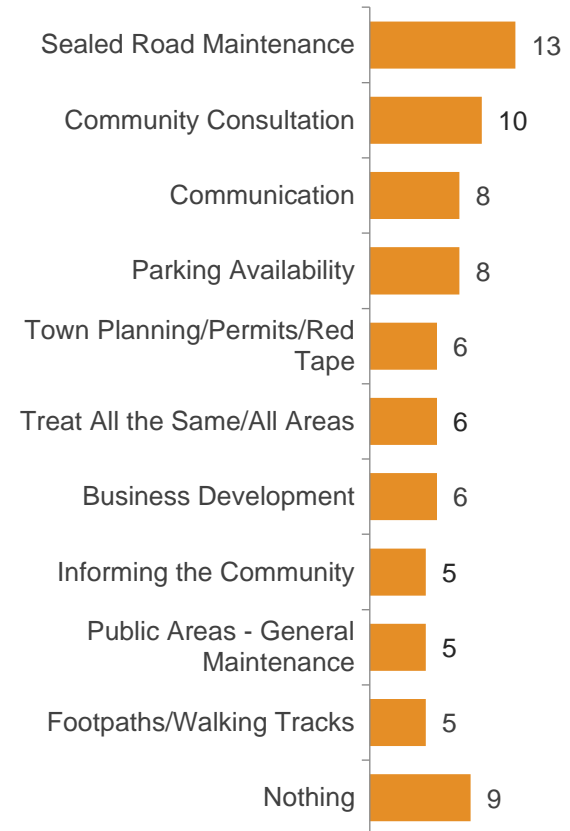 Sealed Road Maintenance 13
Community Consultation 10
Communication 8
Parking Availability 8
Town Planning/Permits/Red
Tape 6
Treat All the Same/All Areas 6
Business Development 6
Informing the Community 5
Public Areas - General
Maintenance 5
Footpaths/Walking Tracks 5
Nothing 9